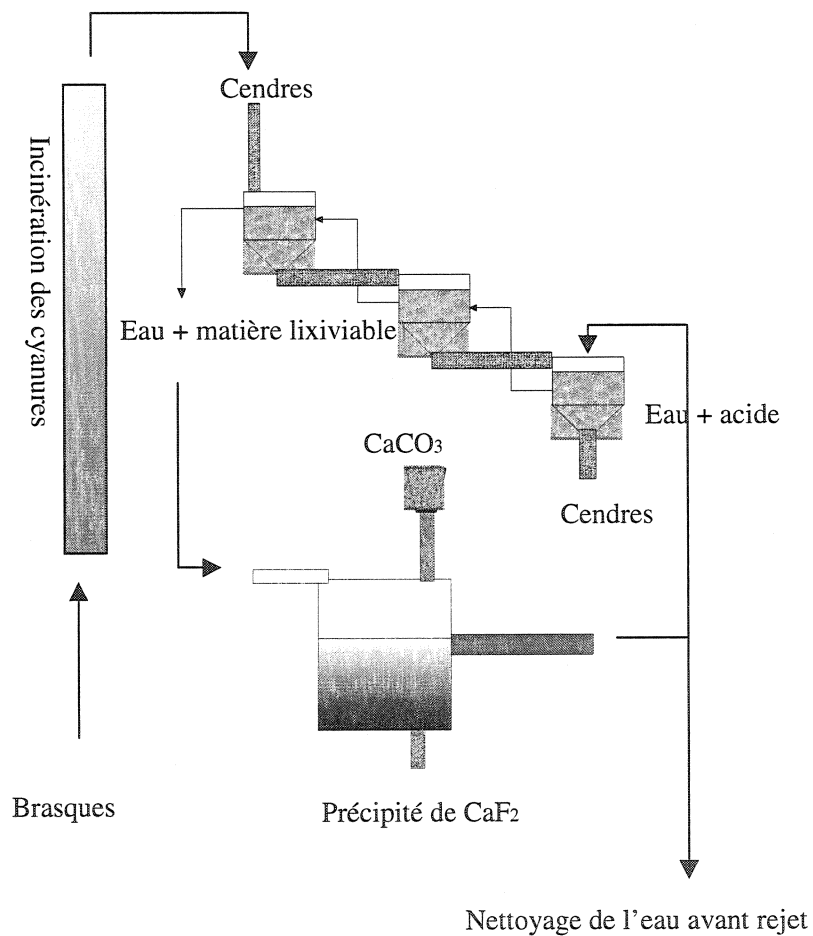 Cendres
Incinération des cyanures
Eau + matière lixiviable
Eau + acide
CaCO3
Cendres
Brasques
Précipité de CaF2
Nettoyage de l'eau avant rejet